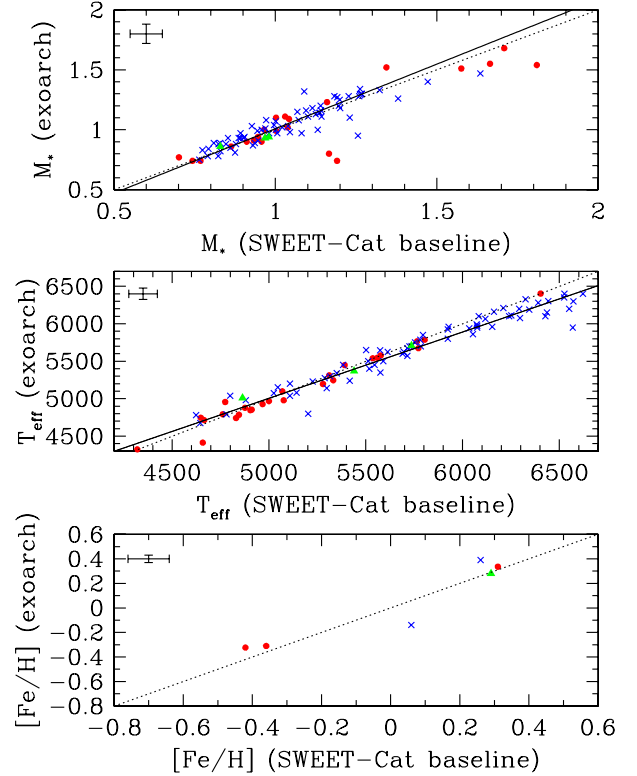 2
1.5
1
0.5
M* (exoarch)
0.5 1 1.5 2
M* (SWEET−Cat baseline)
6500
6000
5500
5000
4500
Teff (exoarch)
4500 5000 5500 6000 6500
Teff (SWEET−Cat baseline)
0.6
0.4
0.2
0
−0.2
−0.4
−0.6
−0.8
[Fe/H] (exoarch)
−0.8 −0.6 −0.4 −0.2 0 0.2 0.4 0.6
[Fe/H] (SWEET−Cat baseline)